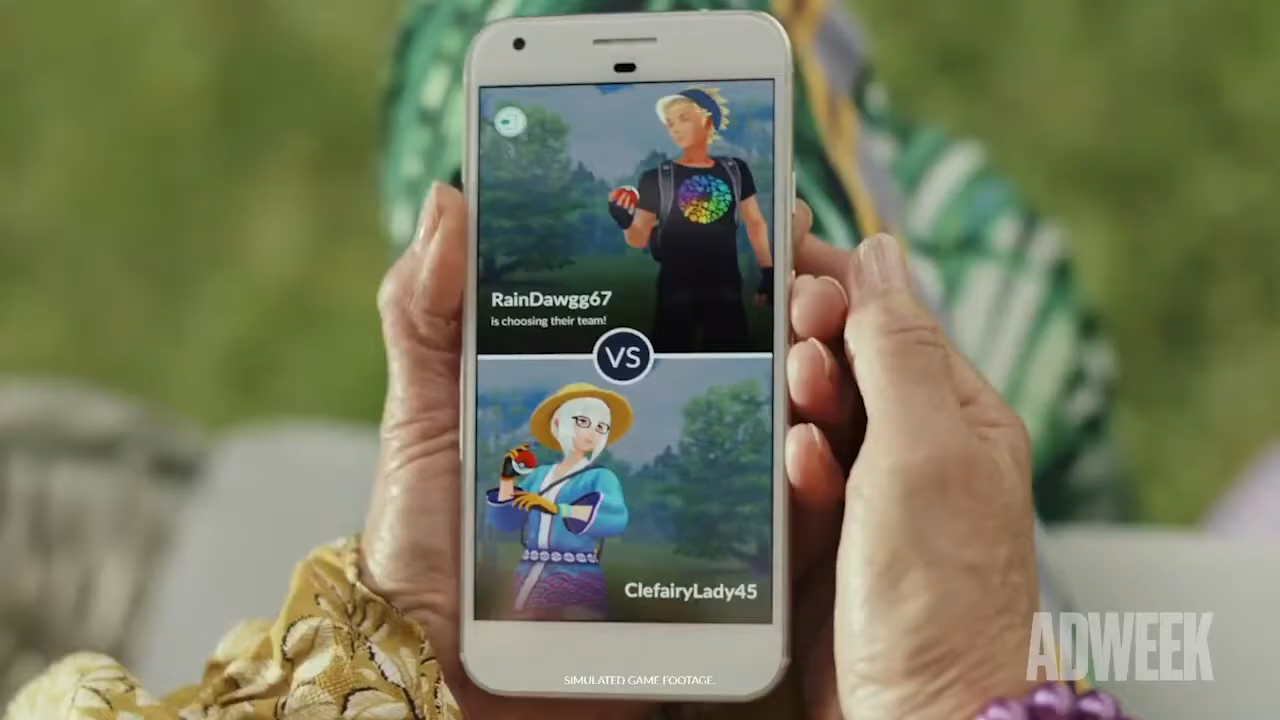 RainDawgg67
is choosing their team!
VS
ClefairyLady45
ADWEEK
SIMULATED GAME FOOTAGE.